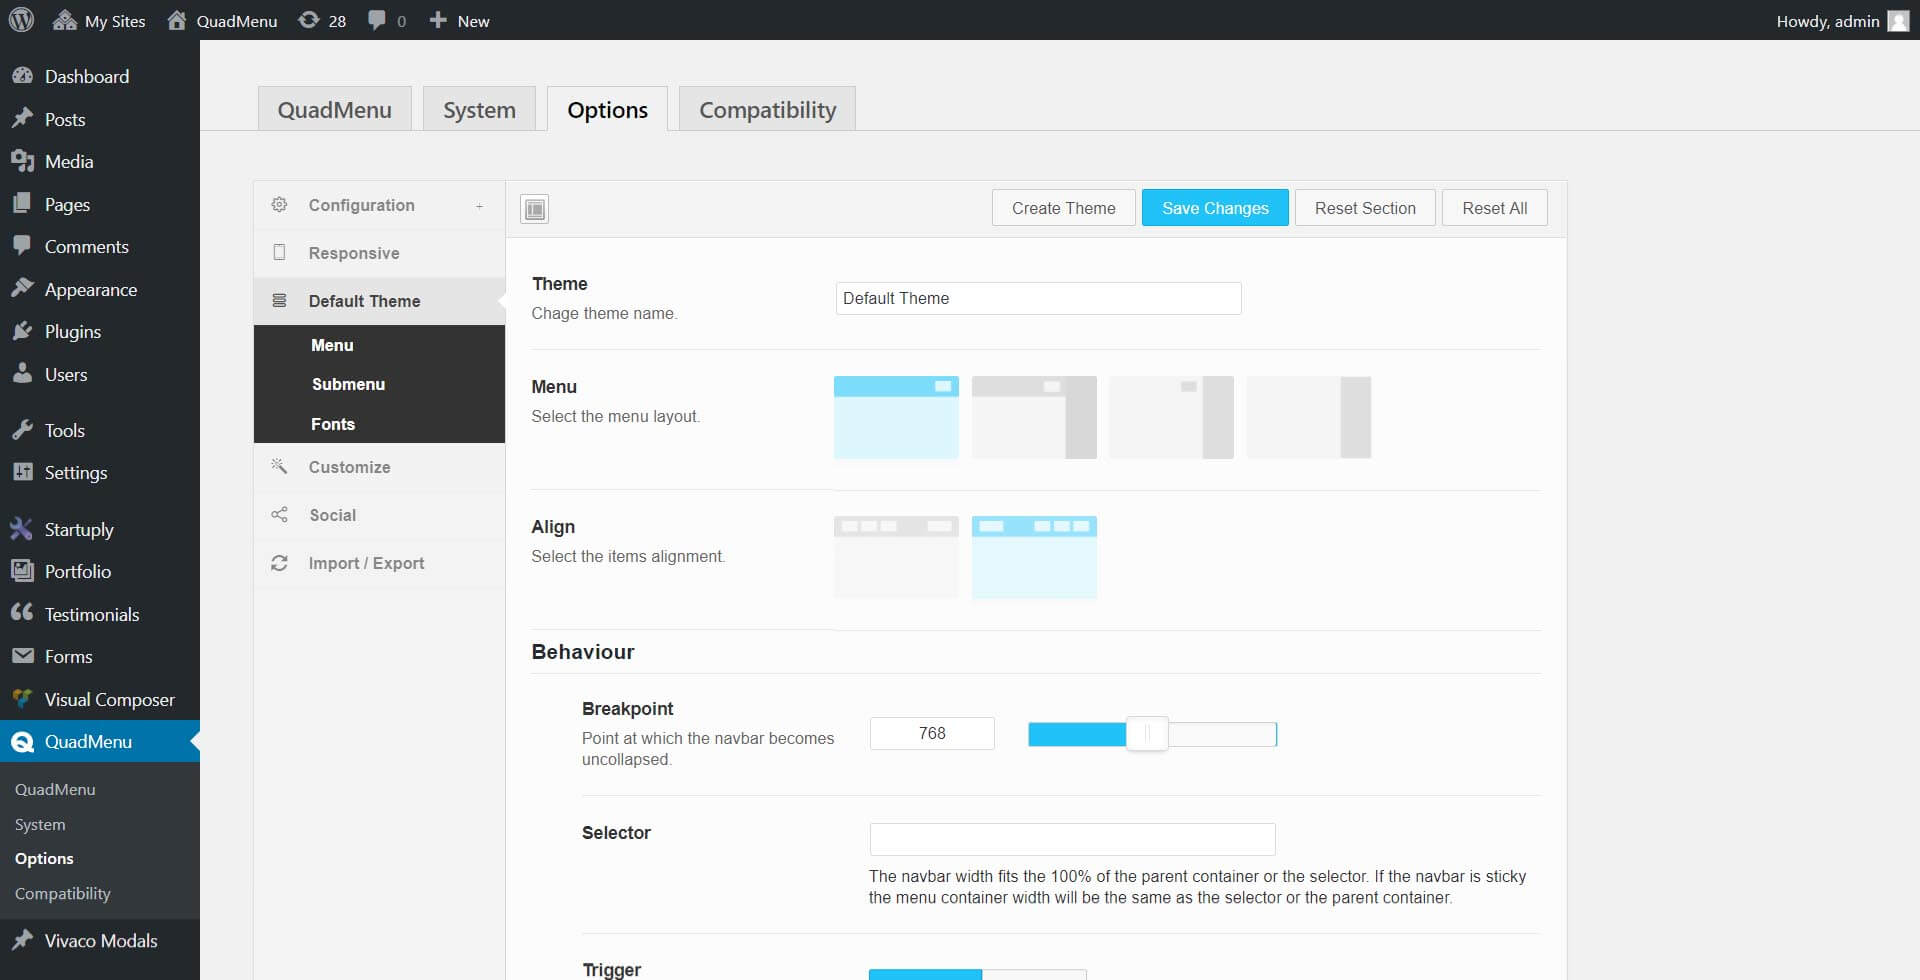 My Sites
QuadMenu
28
0
New
Howdy, admin
Dashboard
Posts
Media
Pages
Comments
Appearance
Plugins
Users
Tools
Settings
Startuply
Portfolio
Testimonials
Forms
Visual Composer
QuadMenu
QuadMenu
System
Options
Compatibility
Vivaco Modals
QuadMenu
System
Options
Compatibility
Configuration +
Responsive
Default Theme
Menu
Submenu
Fonts
Customize
Social
Import / Export
Create Theme
Save Changes
Reset Section
Reset All
Theme
Chage theme name.
Default Theme
Menu
Select the menu layout.
Align
Select the items alignment.
Behaviour
Breakpoint
Point at which the navbar becomes
uncollapsed.
768
Selector
The navbar width fits the 100% of the parent container or the selector. If the navbar is sticky
the menu container width will be the same as the selector or the parent container.
Trigger